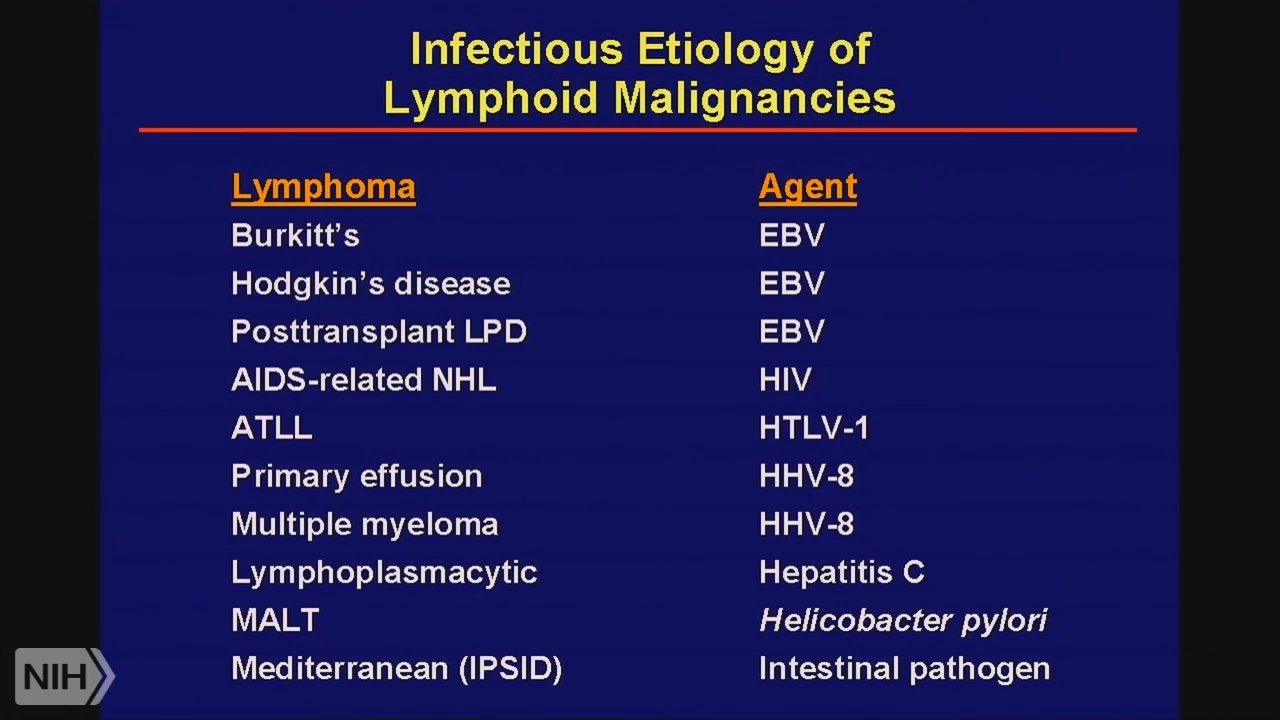 Infectious Etiology of
Lymphoid Malignancies
Lymphoma Agent
Burkitt's EBV
Hodgkin's disease EBV
Posttransplant LPD EBV
AIDS-related NHL HIV
ATLL HTLV-1
Primary effusion HHV-8
Multiple myeloma HHV-8
Lymphoplasmacytic Hepatitis C
MALT Helicobacter pylori
Mediterranean (IPSID) Intestinal pathogen
NIH